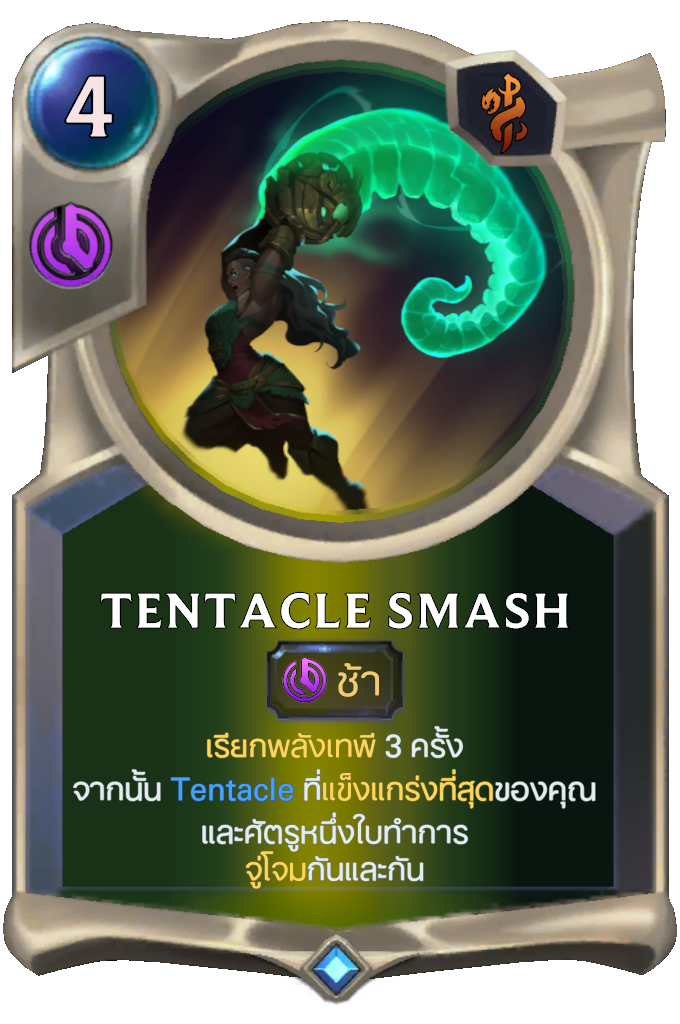 4
TENTACLE SMASH
ช้า
เรียกพลังเทพี 3 ครั้ง
จากนั้น Tentacle ที่แข็งแกร่งที่สุดของคุณ
และศัตรูหนึ่งใบทำการ
จู่โจมกันและกัน